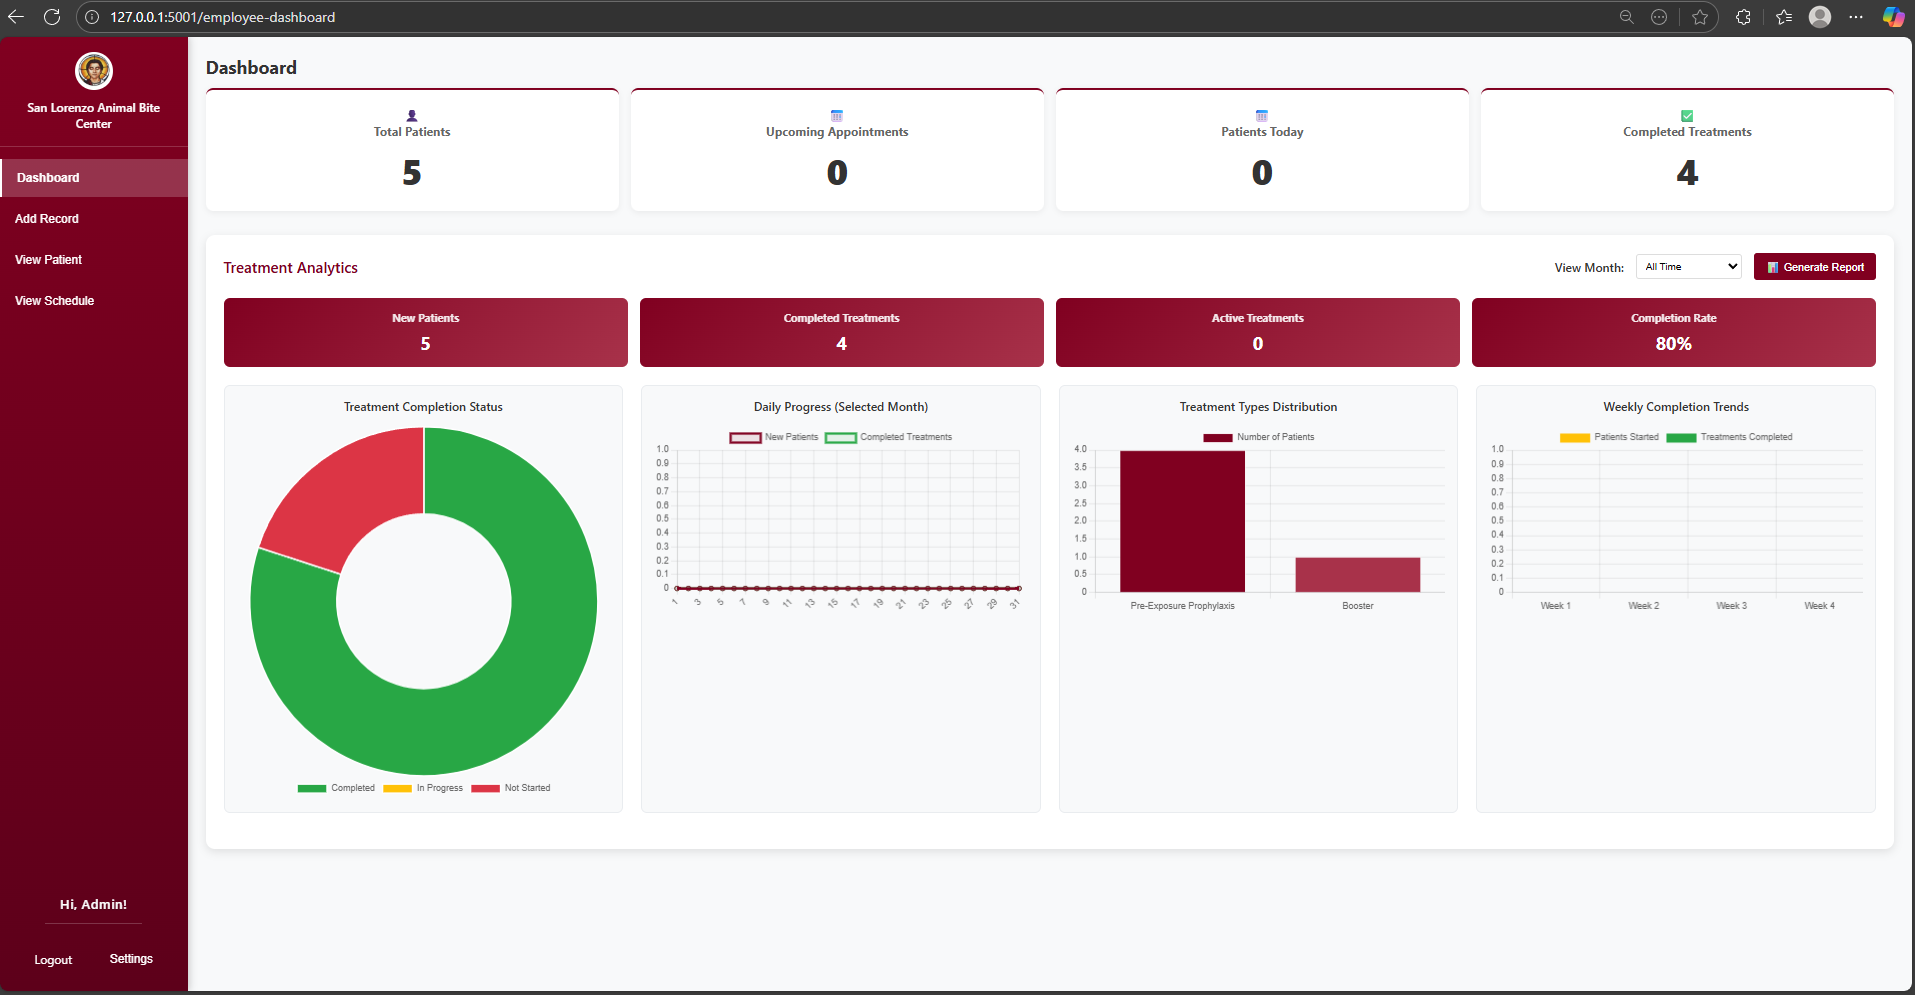 127.0.0.1:5001/employee-dashboard
San Lorenzo Animal Bite
Center
Dashboard
Add Record
View Patient
View Schedule
Hi, Admin!
Logout
Settings
Dashboard
Total Patients
5
Upcoming Appointments
0
Patients Today
0
Completed Treatments
4
Treatment Analytics
View Month:
All Time
Generate Report
New Patients
5
Completed Treatments
4
Active Treatments
0
Completion Rate
80%
Treatment Completion Status
Completed
In Progress
Not Started
Daily Progress (Selected Month)
New Patients
Completed Treatments
1.0
0.9
0.8
0.7
0.6
0.5
0.4
0.3
0.2
0.1
0
1 3 5 7 9 11 13 15 17 19 21 23 25 27 29 31
Treatment Types Distribution
Number of Patients
4.0
3.5
3.0
2.5
2.0
1.5
1.0
0.5
0
Pre-Exposure Prophylaxis
Booster
Weekly Completion Trends
Patients Started
Treatments Completed
1.0
0.9
0.8
0.7
0.6
0.5
0.4
0.3
0.2
0.1
0
Week 1 Week 2 Week 3 Week 4